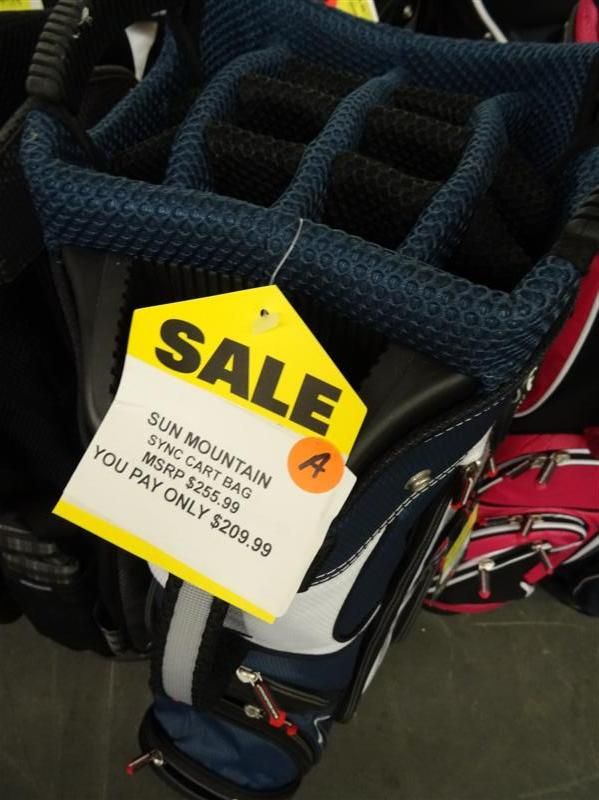 SALE
SUN MOUNTAIN
SYNC CART BAG
MSRP $255.99
YOU PAY ONLY $209.99
A